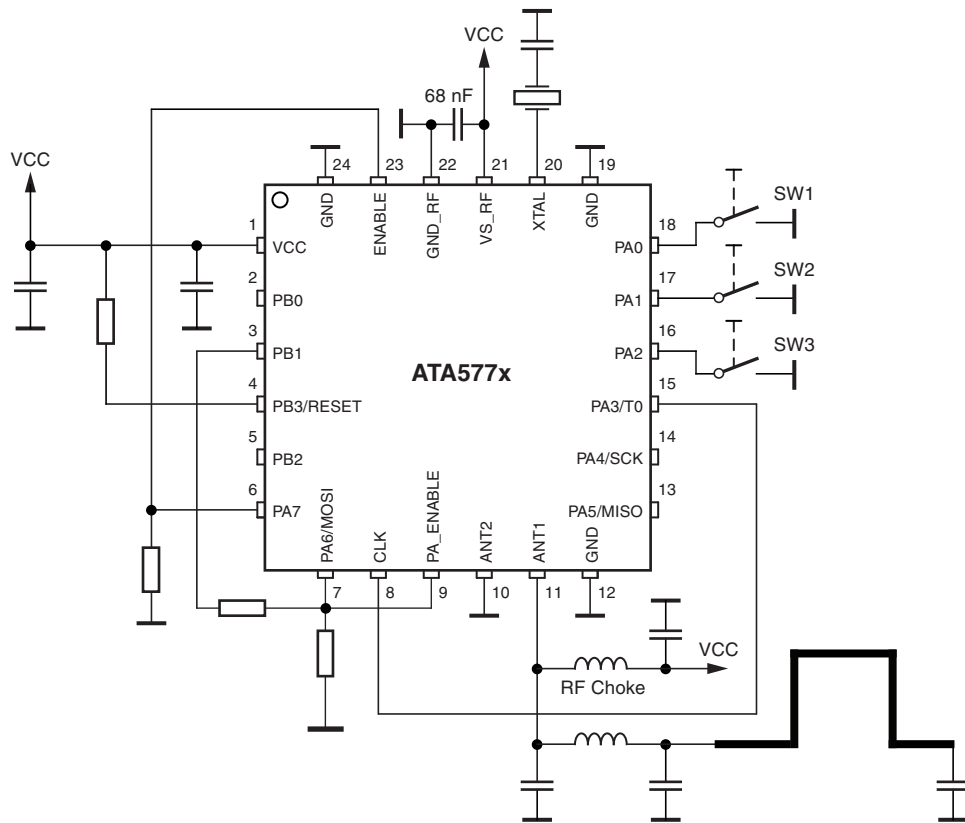 VCC
68 nF
VCC
24
23
22
21
20
19
GND
ENABLE
GND_RF
VS_RF
XTAL
GND
1
VCC
2
PB0
3
PB1
4
PB3/RESET
5
PB2
6
PA7
ATA577x
18
PA0
SW1
17
PA1
SW2
16
PA2
SW3
15
PA3/T0
14
PA4/SCK
13
PA5/MISO
PA6/MOSI
CLK
PA_ENABLE
ANT2
ANT1
GND
7
8
9
10
11
12
VCC
RF Choke